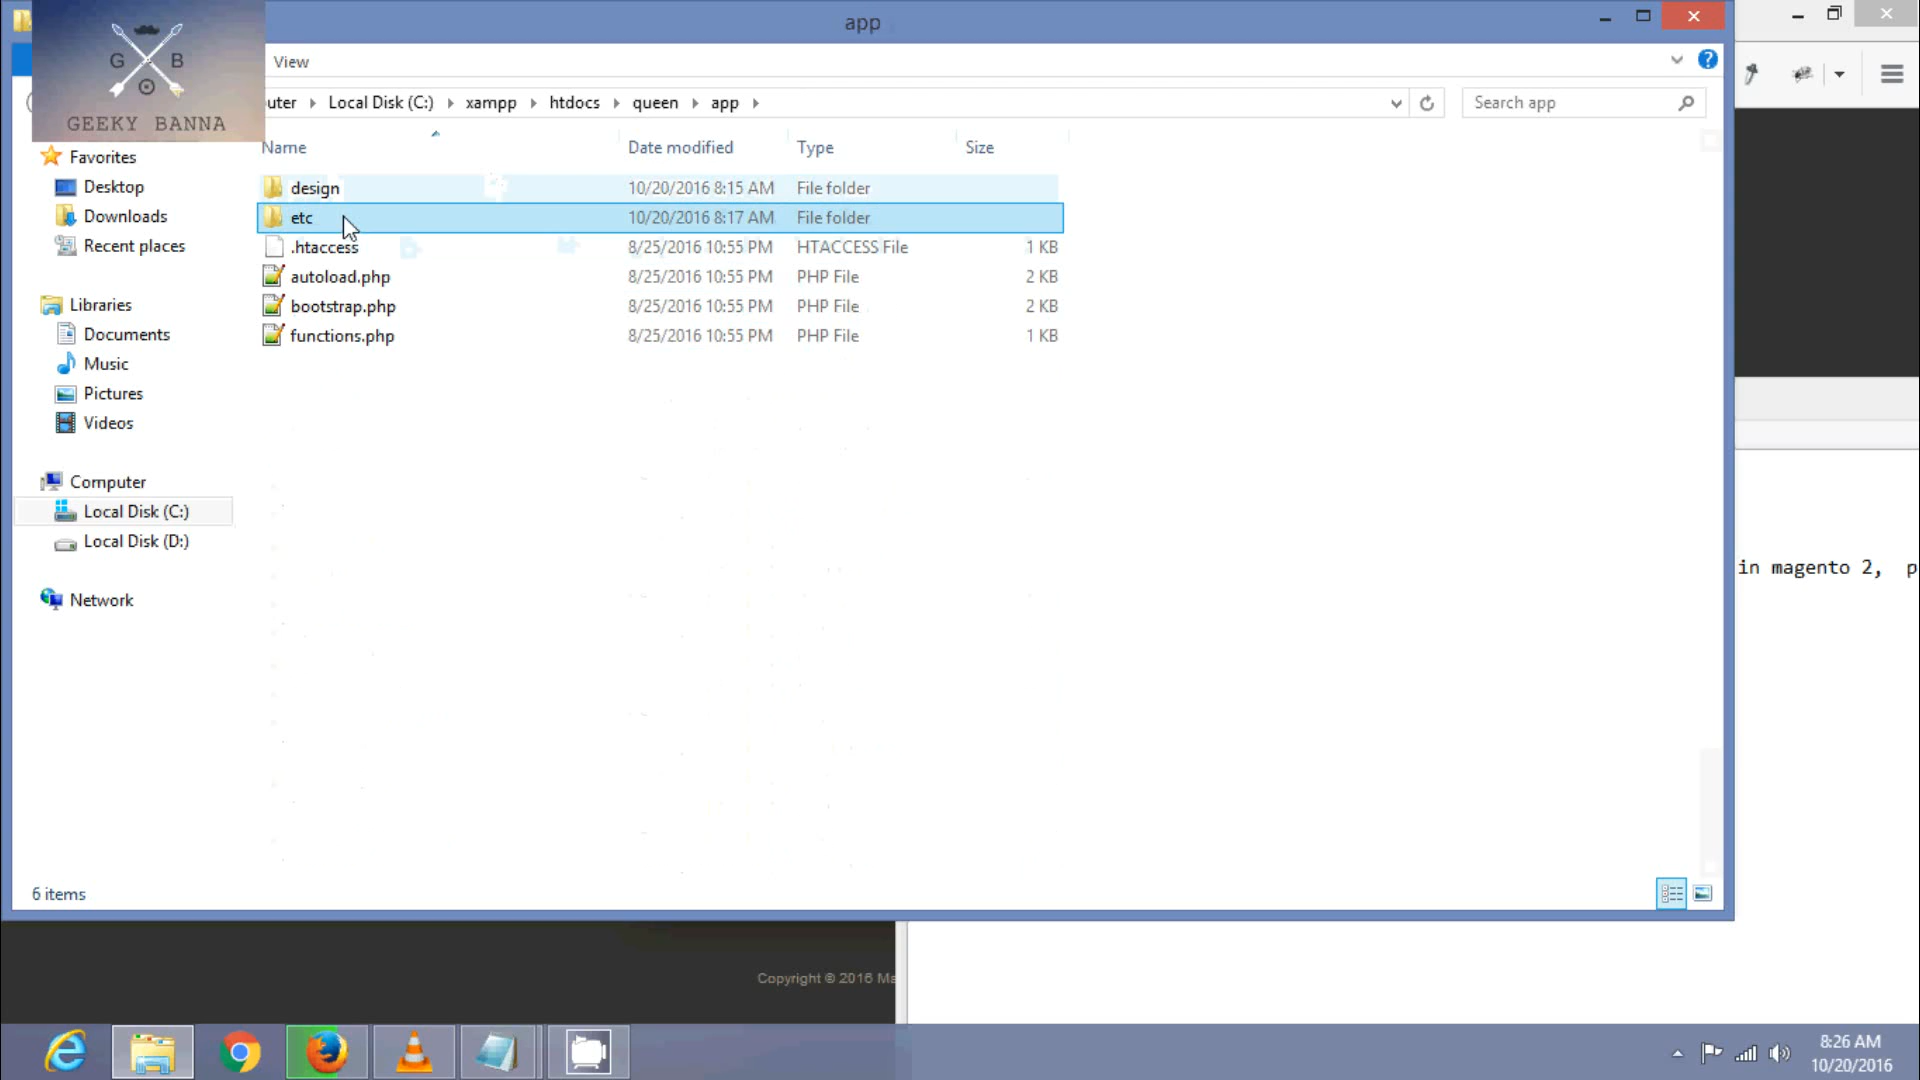 app
G B
GEEKY BANNA
View
uter Local Disk (C:) xampp htdocs queen app
Search app
Name Date modified Type Size
Favorites
Desktop
Downloads
Recent places
Libraries
Documents
Music
Pictures
Videos
Computer
Local Disk (C:)
Local Disk (D:)
Network
design 10/20/2016 8:15 AM File folder
etc 10/20/2016 8:17 AM File folder
.htaccess 8/25/2016 10:55 PM HTACCESS File 1 KB
autoload.php 8/25/2016 10:55 PM PHP File 2 KB
bootstrap.php 8/25/2016 10:55 PM PHP File 2 KB
functions.php 8/25/2016 10:55 PM PHP File 1 KB
in magento 2, p
6 items
Copyright © 2016 Ma
8:26 AM
10/20/2016